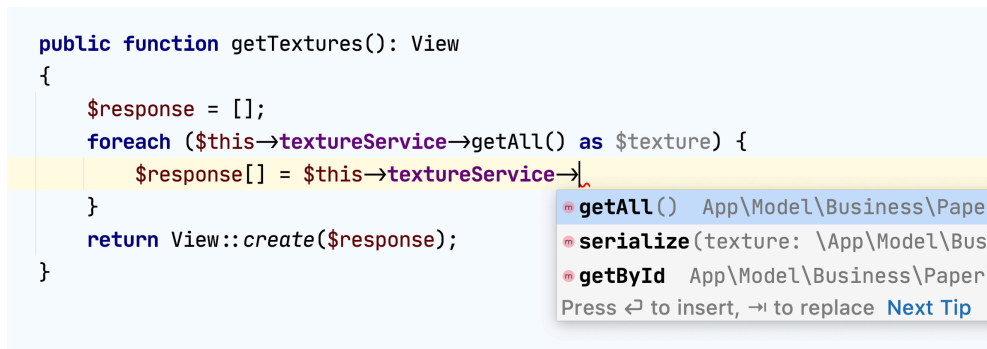 public function getTextures(): View
{
$response = [];
foreach ($this->textureService->getAll() as $texture) {
$response[] = $this->textureService->
}
return View::create($response);
}
m getAll() App\Model\Business\Pape
m serialize(texture: \App\Model\Bus
m getById App\Model\Business\Paper
Press ↵ to insert, ⇥ to replace Next Tip